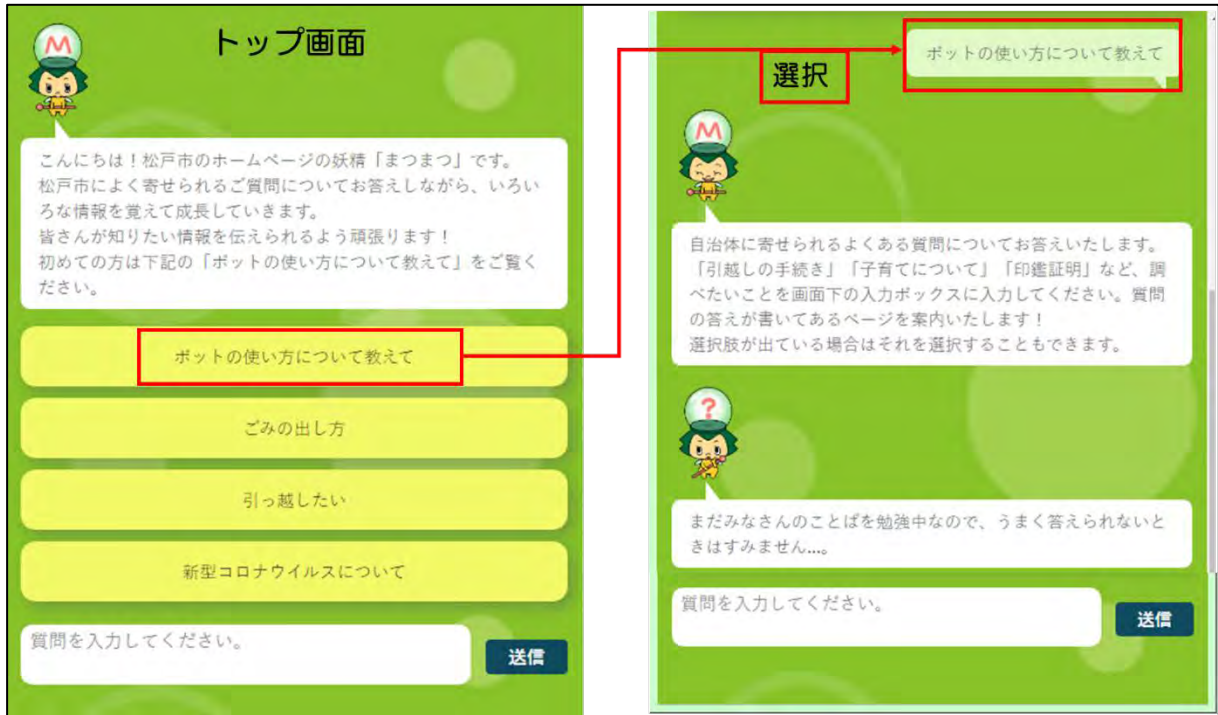 M
トップ画面
こんにちは！松戸市のホームページの妖精「まつまつ」です。
松戸市によく寄せられるご質問についてお答えしながら、いろい
ろな情報を覚えて成長していきます。
皆さんが知りたい情報を伝えられるよう頑張ります！
初めての方は下記の「ボットの使い方について教えて」をご覧く
ださい。
ボットの使い方について教えて
ごみの出し方
引っ越したい
新型コロナウイルスについて
質問を入力してください。
送信
ボットの使い方について教えて
選択
M
自治体に寄せられるよくある質問についてお答えいたします。
「引越しの手続き」「子育てについて」「印鑑証明」など、調
べたいことを画面下の入力ボックスに入力してください。質問
の答えが書いてあるページを案内いたします！
選択肢が出ている場合はそれを選択することもできます。
?
まだみなさんのことばを勉強中なので、うまく答えられないと
きはすみません...。
質問を入力してください。
送信